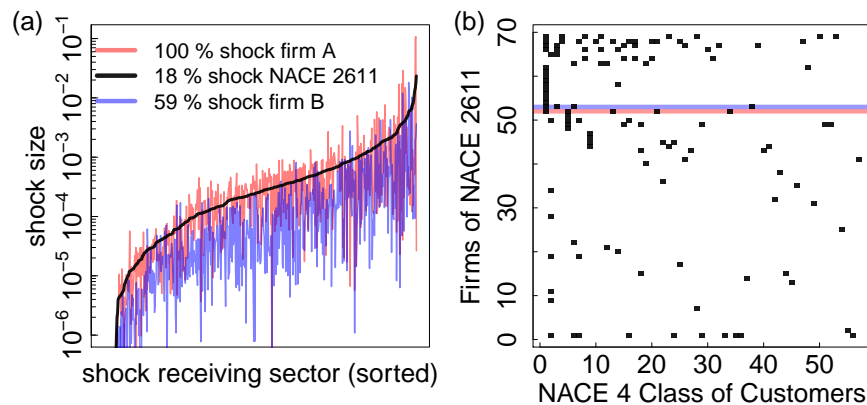 (a)
100 % shock firm A
18 % shock NACE 2611
59 % shock firm B
shock size
10⁻¹
10⁻²
10⁻³
10⁻⁴
10⁻⁵
10⁻⁶
shock receiving sector (sorted)
(b)
Firms of NACE 2611
70
50
30
10
0
0 10 20 30 40 50
NACE 4 Class of Customers